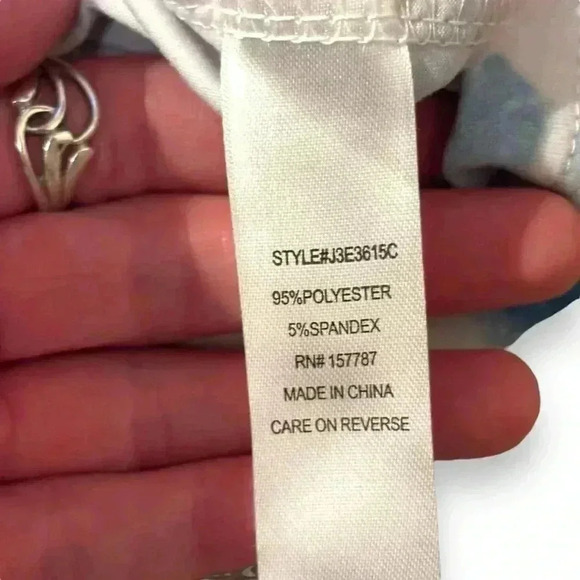 STYLE#J3E3615C
95%POLYESTER
5%SPANDEX
RN# 157787
MADE IN CHINA
CARE ON REVERSE